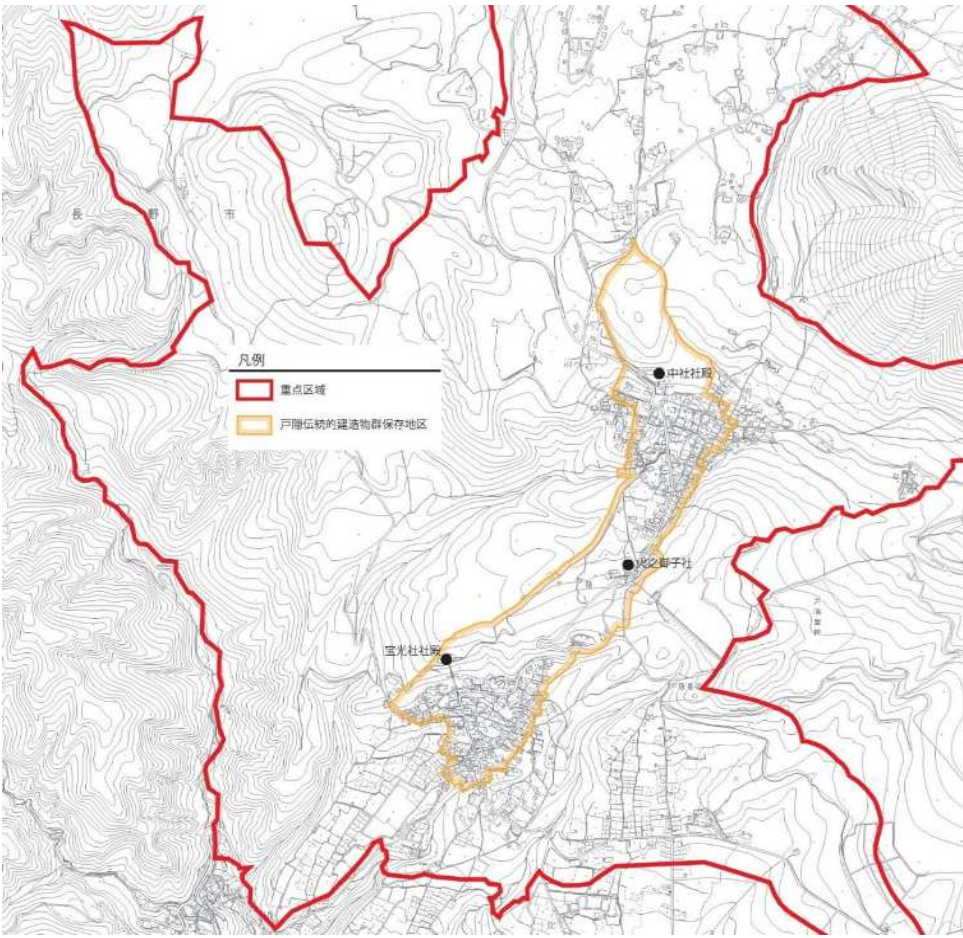 長野市
凡例
重点区域
戸隠伝統的建造物群保存地区
中社社殿
火之御子社
宝光社社殿